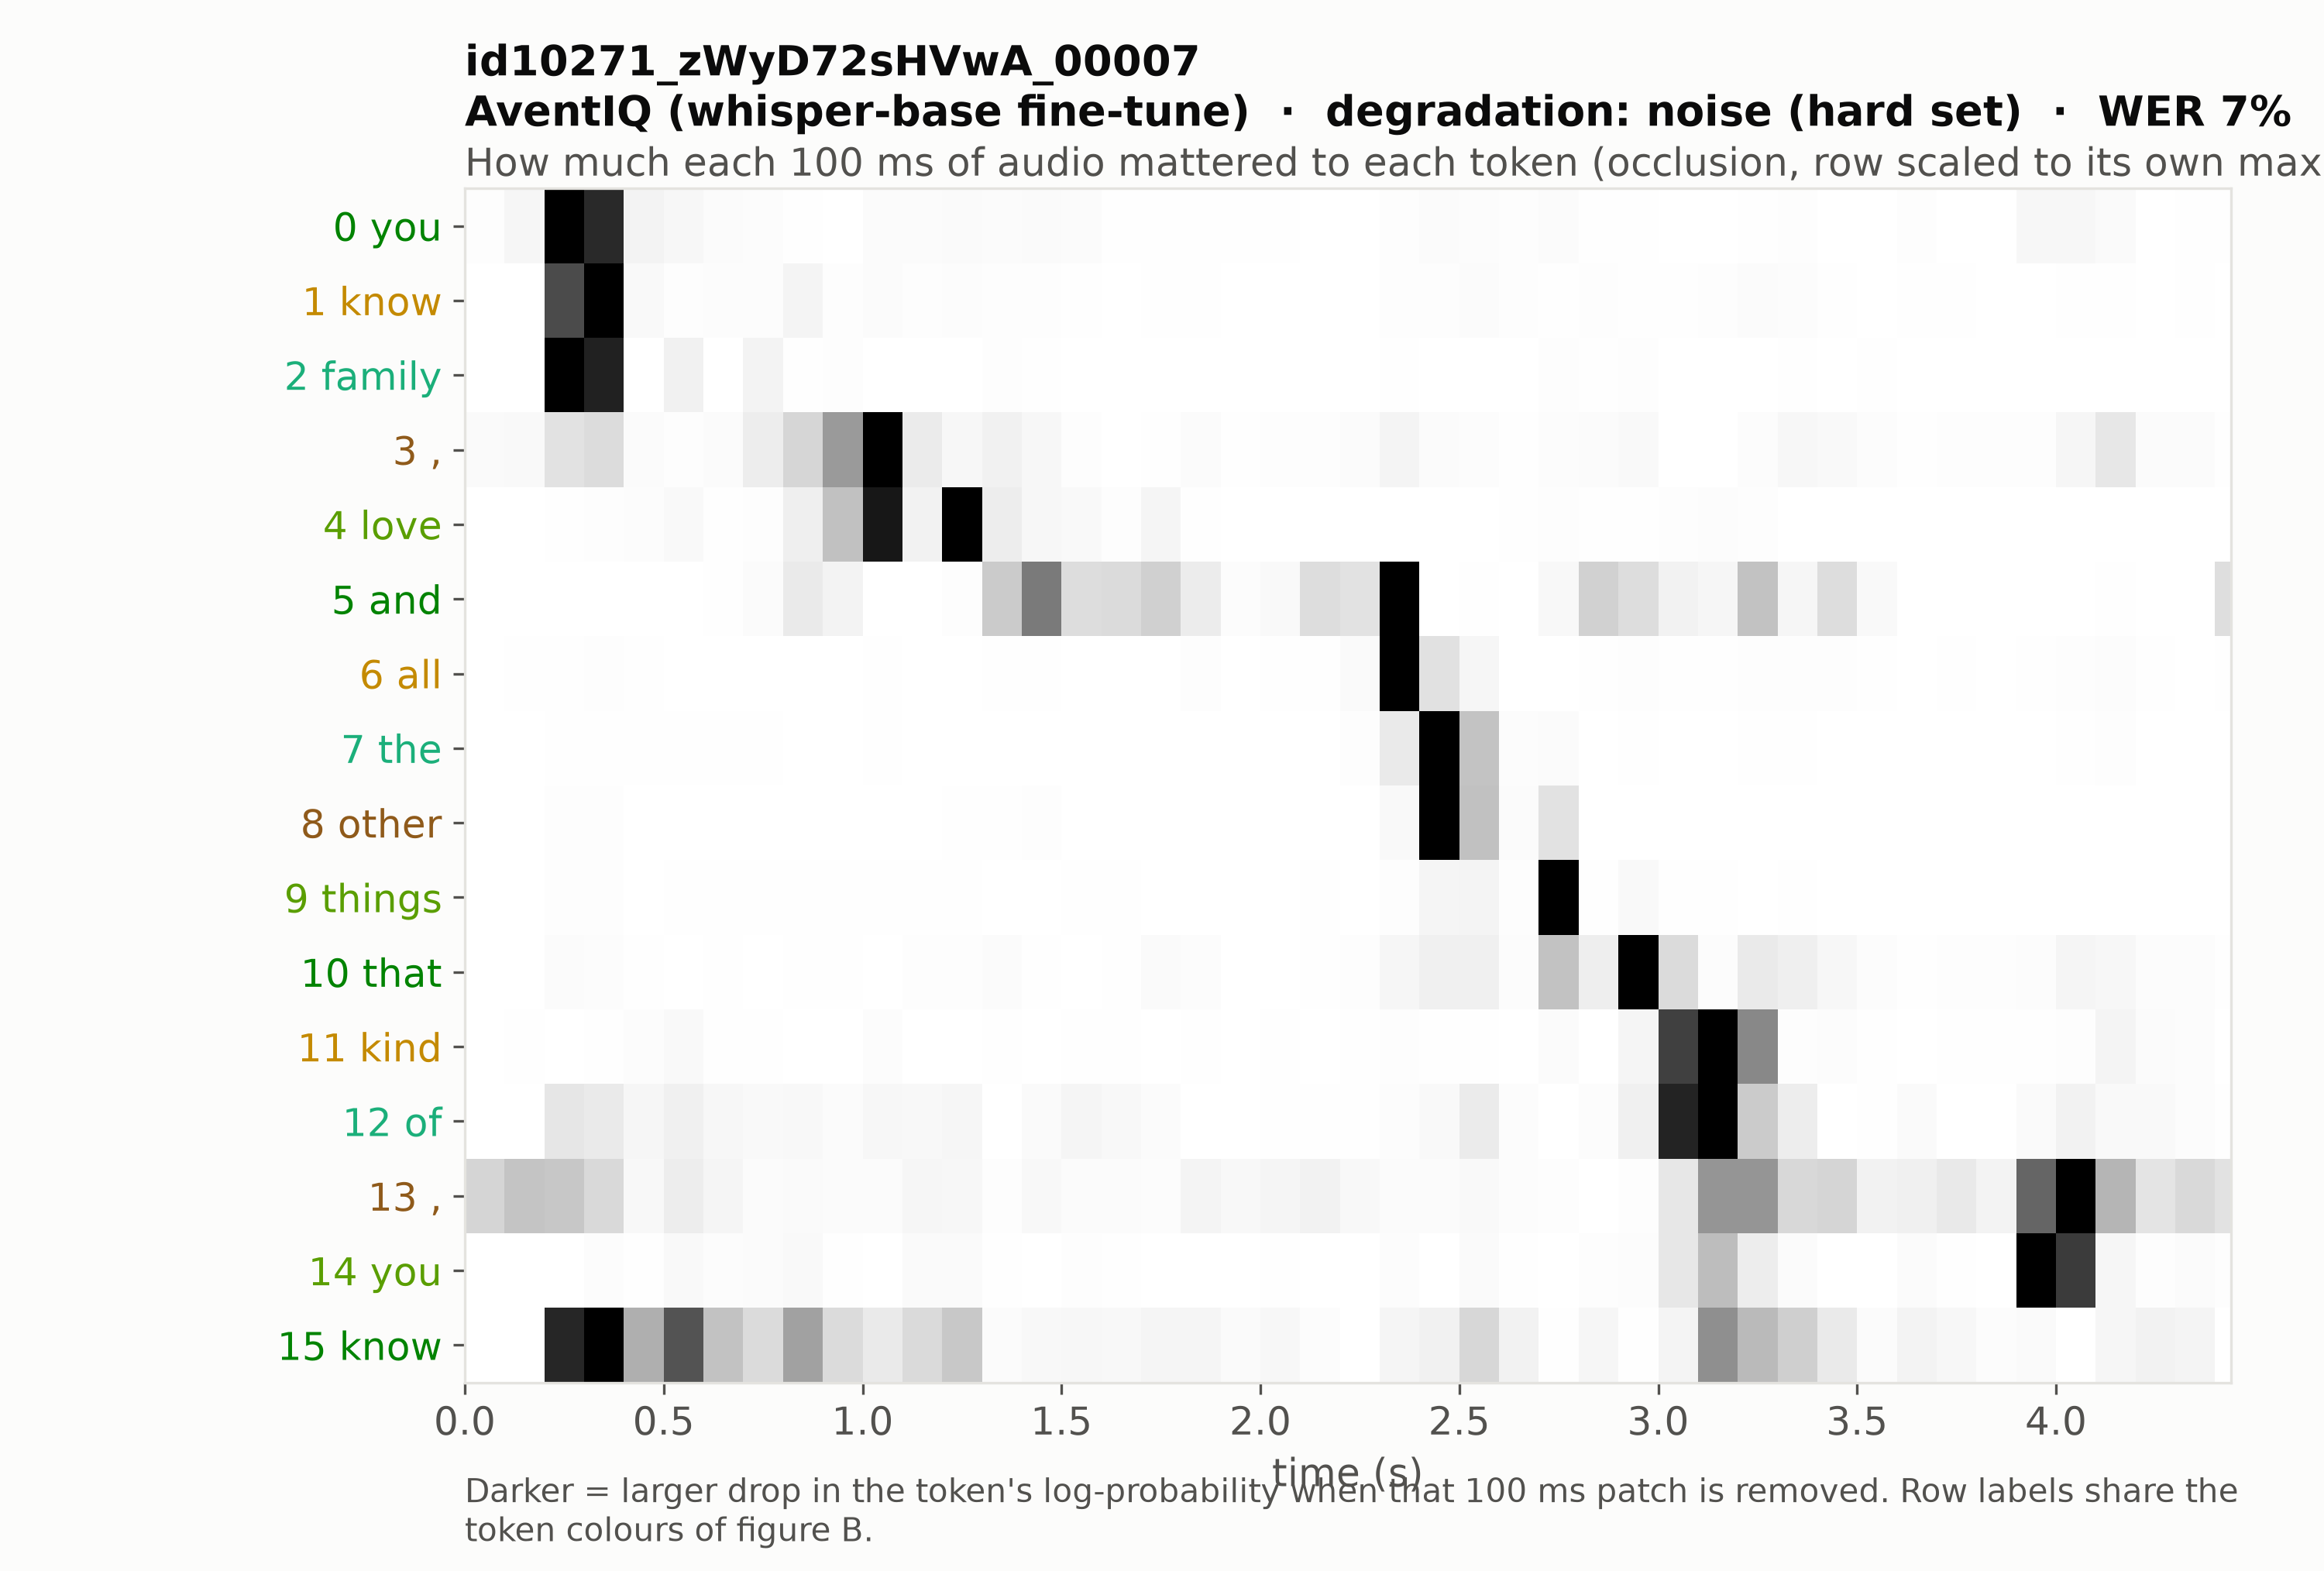 id10271_zWyD72sHVwA_00007
AventIQ (whisper-base fine-tune) · degradation: noise (hard set) · WER 7%
How much each 100 ms of audio mattered to each token (occlusion, row scaled to its own max
0 you
1 know
2 family
3 ,
4 love
5 and
6 all
7 the
8 other
9 things
10 that
11 kind
12 of
13 ,
14 you
15 know
0.0 0.5 1.0 1.5 2.0 2.5 3.0 3.5 4.0
time (s)
Darker = larger drop in the token's log-probability when that 100 ms patch is removed. Row labels share the
token colours of figure B.